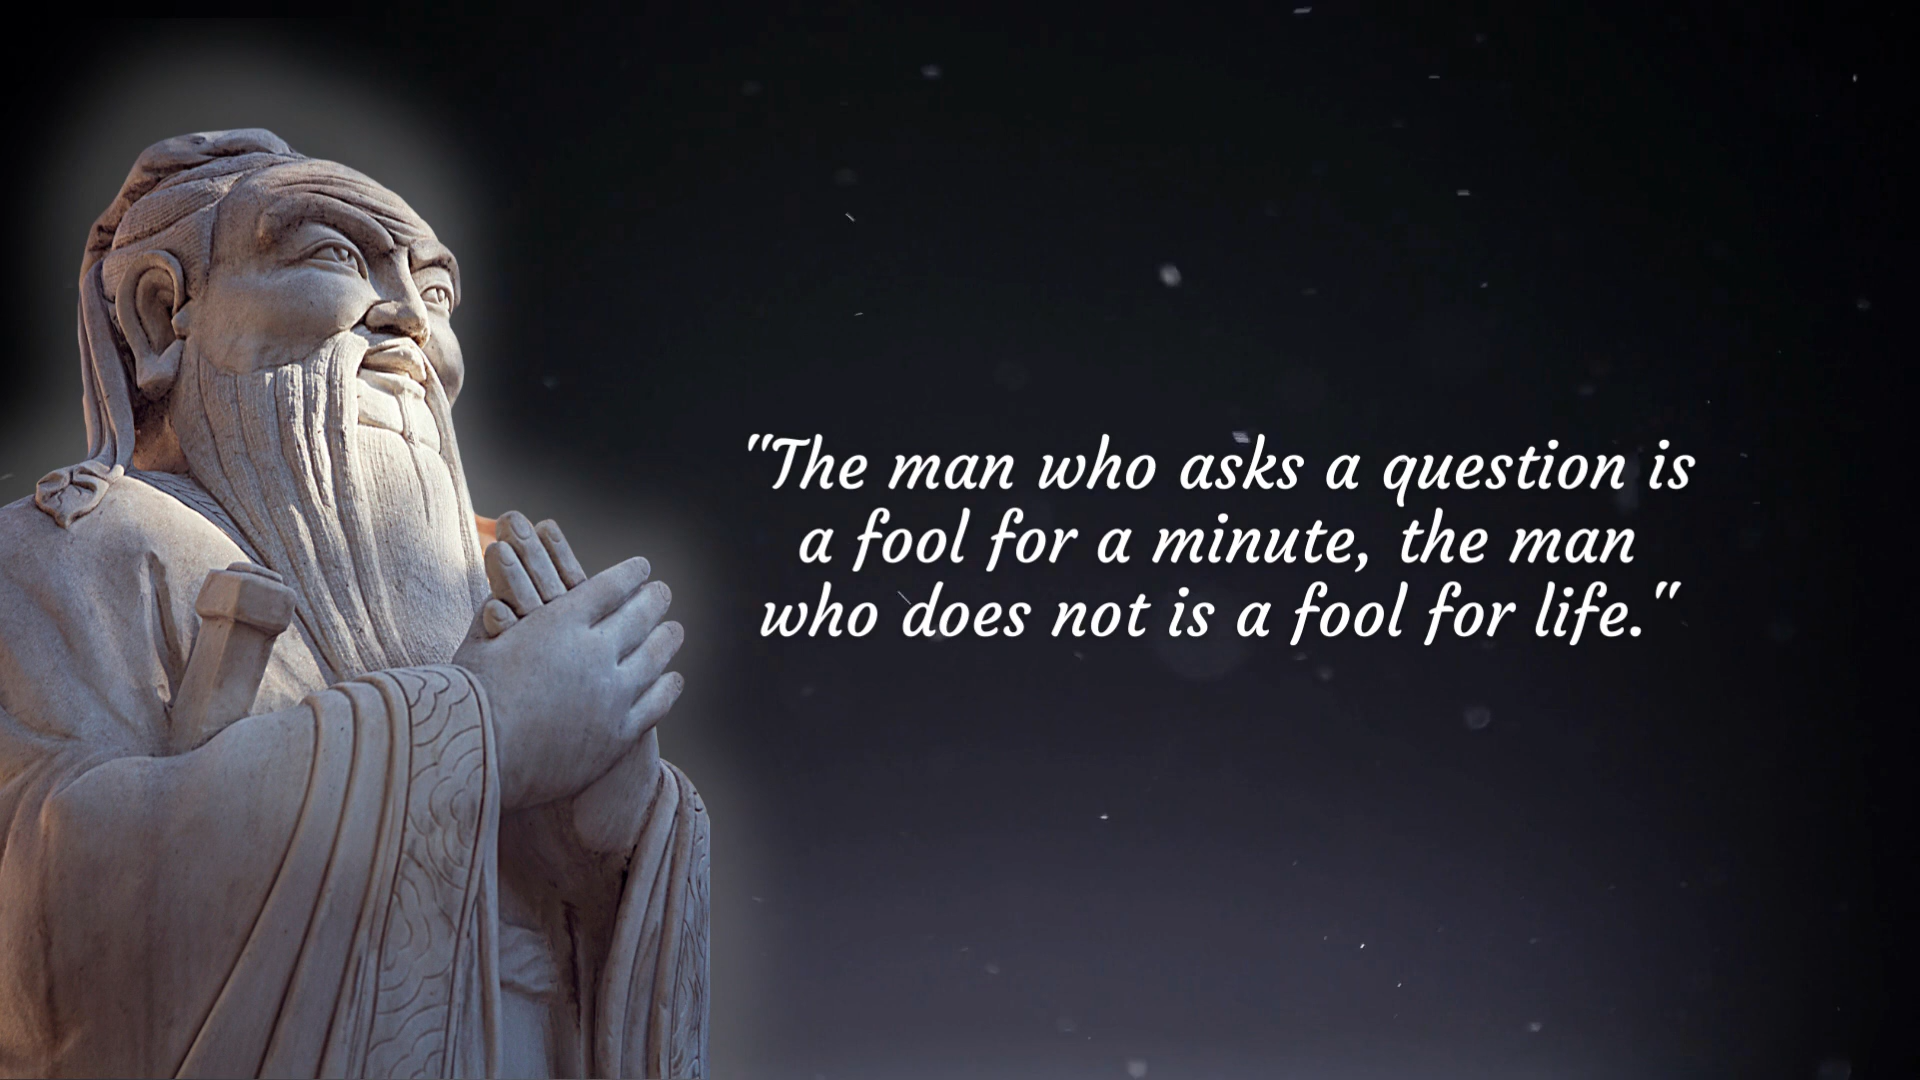 "The man who asks a question is
a fool for a minute, the man
who does not is a fool for life."